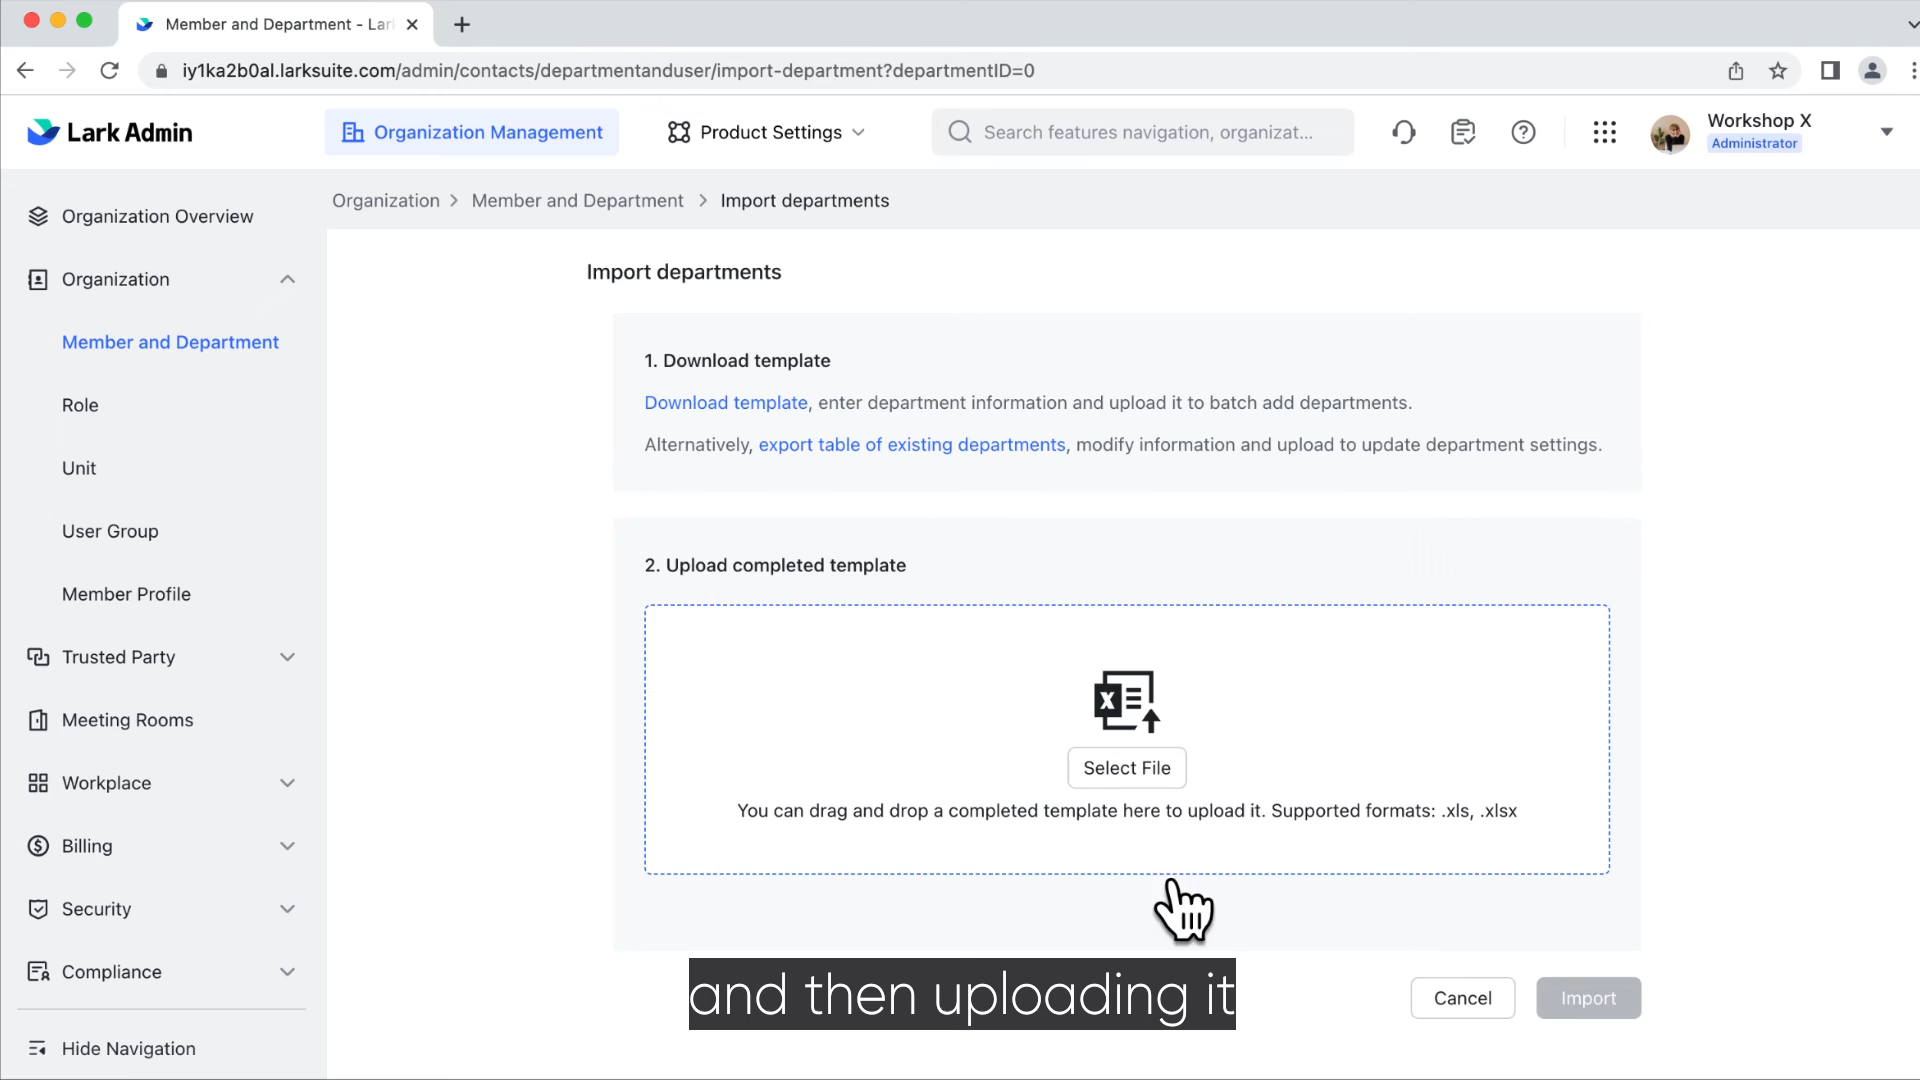 Member and Department - Lar
iy1ka2b0al.larksuite.com/admin/contacts/departmentanduser/import-department?departmentID=0
Lark Admin
Organization Management
Product Settings
Search features navigation, organizat...
Workshop X
Administrator
Organization Overview
Organization
Member and Department
Role
Unit
User Group
Member Profile
Trusted Party
Meeting Rooms
Workplace
Billing
Security
Compliance
Hide Navigation
Organization > Member and Department > Import departments
Import departments
1. Download template
Download template, enter department information and upload it to batch add departments.
Alternatively, export table of existing departments, modify information and upload to update department settings.
2. Upload completed template
Select File
You can drag and drop a completed template here to upload it. Supported formats: .xls, .xlsx
and then uploading it
Cancel
Import